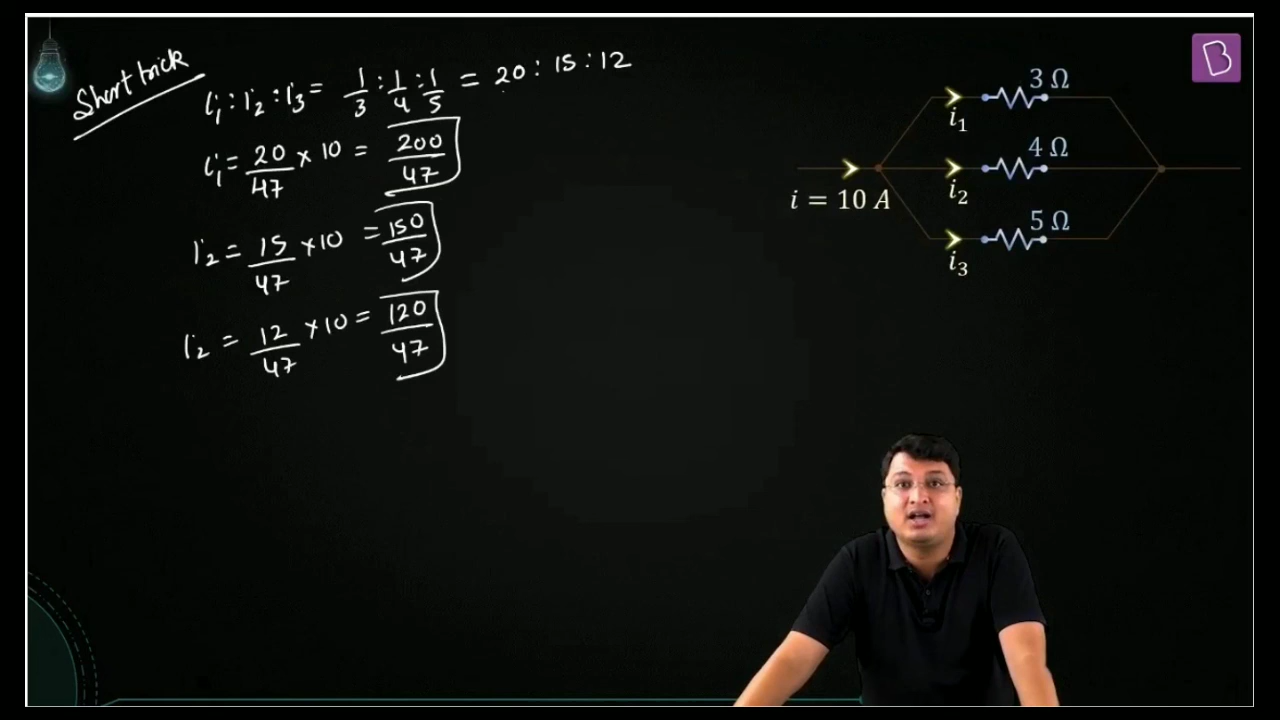 Short trick
i₁ : i₂ : i₃ = 1/3 : 1/4 : 1/5 = 20 : 15 : 12
i₁ = 20/47 × 10 = 200/47
i₂ = 15/47 × 10 = 150/47
i₂ = 12/47 × 10 = 120/47
B
3 Ω
i₁
4 Ω
i = 10 A
i₂
5 Ω
i₃